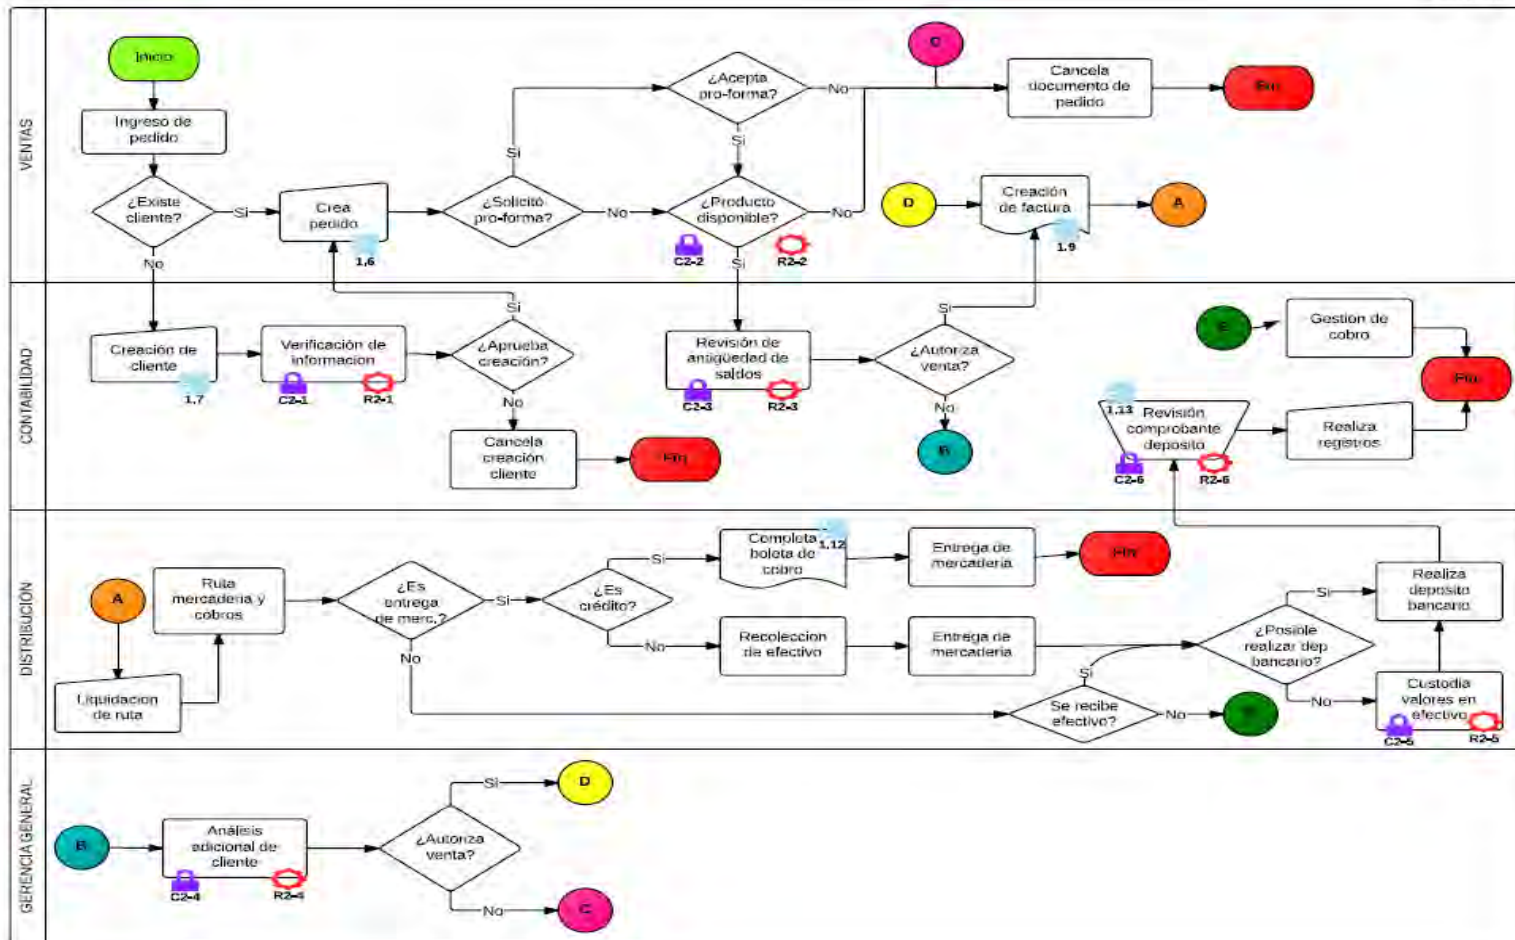 VENTAS
Inicio
Ingreso de
pedido
¿Existe
cliente?
Si
No
Crea
pedido
1.6
¿Solicitó
pro-forma?
Si
No
¿Acepta
pro-forma?
No
Si
¿Producto
disponible?
No
C2-2
R2-2
Si
C
Cancela
documento de
pedido
Fin
D
Creación
de factura
1.9
A
CONTABILIDAD
Creación de
cliente
1.7
Verificación de
informacion
C2-1
R2-1
Si
¿Aprueba
creación?
No
Cancela
creación
cliente
Fin
Revisión de
antigüedad de
saldos
C2-3
R2-3
Si
¿Autoriza
venta?
No
B
E
Gestion de
cobro
Fin
1.13
Revisión
comprobante
deposito
C2-6
R2-6
Realiza
registros
DISTRIBUCIÓN
A
Liquidacion
de ruta
Ruta
mercaderia y
cobros
¿Es
entrega
de merc.?
Si
No
¿Es
crédito?
Si
No
Completa
boleta de
cobro
1.12
Entrega de
mercaderia
Fin
Recoleccion
de efectivo
Entrega de
mercaderia
Se recibe
efectivo?
Si
No
¿Posible
realizar dep
bancario?
Si
No
Realiza
deposito
bancario
Custodia
valores en
efectivo
C2-5
R2-5
GERENCIA GENERAL
B
Análisis
adicional de
cliente
C2-4
R2-4
¿Autoriza
venta?
Si
No
D
C